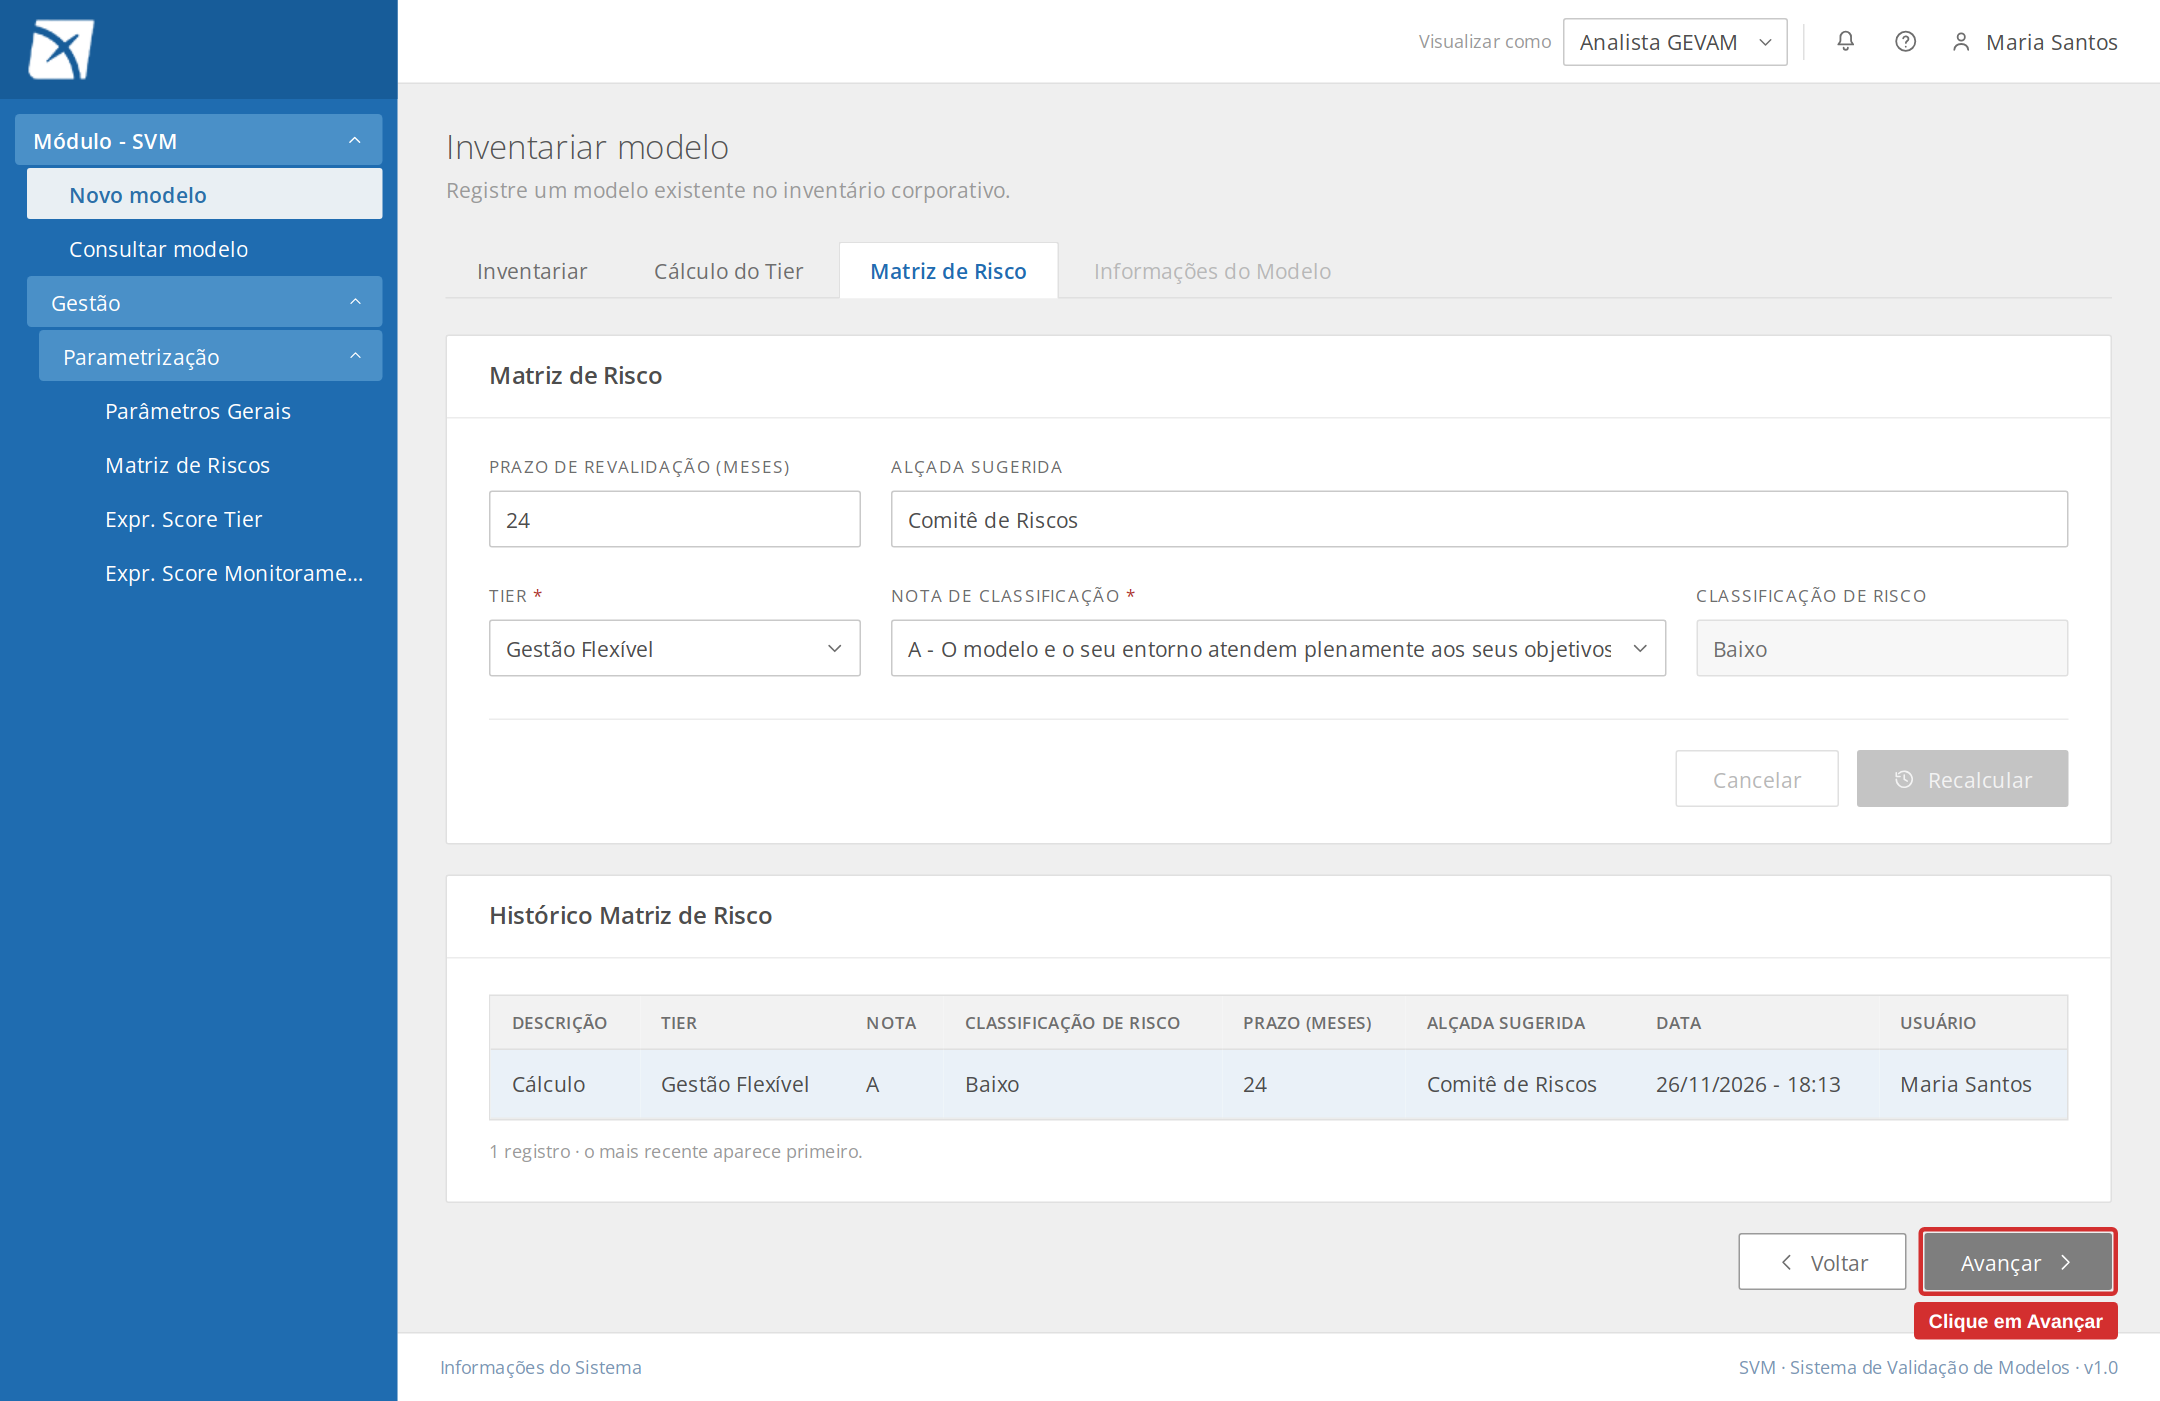 Visualizar como
Analista GEVAM
Maria Santos
Módulo - SVM
Novo modelo
Consultar modelo
Gestão
Parametrização
Parâmetros Gerais
Matriz de Riscos
Expr. Score Tier
Expr. Score Monitorame...
Inventariar modelo
Registre um modelo existente no inventário corporativo.
Inventariar
Cálculo do Tier
Matriz de Risco
Informações do Modelo
Matriz de Risco
PRAZO DE REVALIDAÇÃO (MESES)
ALÇADA SUGERIDA
24
Comitê de Riscos
TIER *
NOTA DE CLASSIFICAÇÃO *
CLASSIFICAÇÃO DE RISCO
Gestão Flexível
A - O modelo e o seu entorno atendem plenamente aos seus objetivos
Baixo
Cancelar
Recalcular
Histórico Matriz de Risco
DESCRIÇÃO TIER NOTA CLASSIFICAÇÃO DE RISCO PRAZO (MESES) ALÇADA SUGERIDA DATA USUÁRIO
Cálculo Gestão Flexível A Baixo 24 Comitê de Riscos 26/11/2026 - 18:13 Maria Santos
1 registro · o mais recente aparece primeiro.
Voltar
Avançar
Clique em Avançar
Informações do Sistema
SVM · Sistema de Validação de Modelos · v1.0